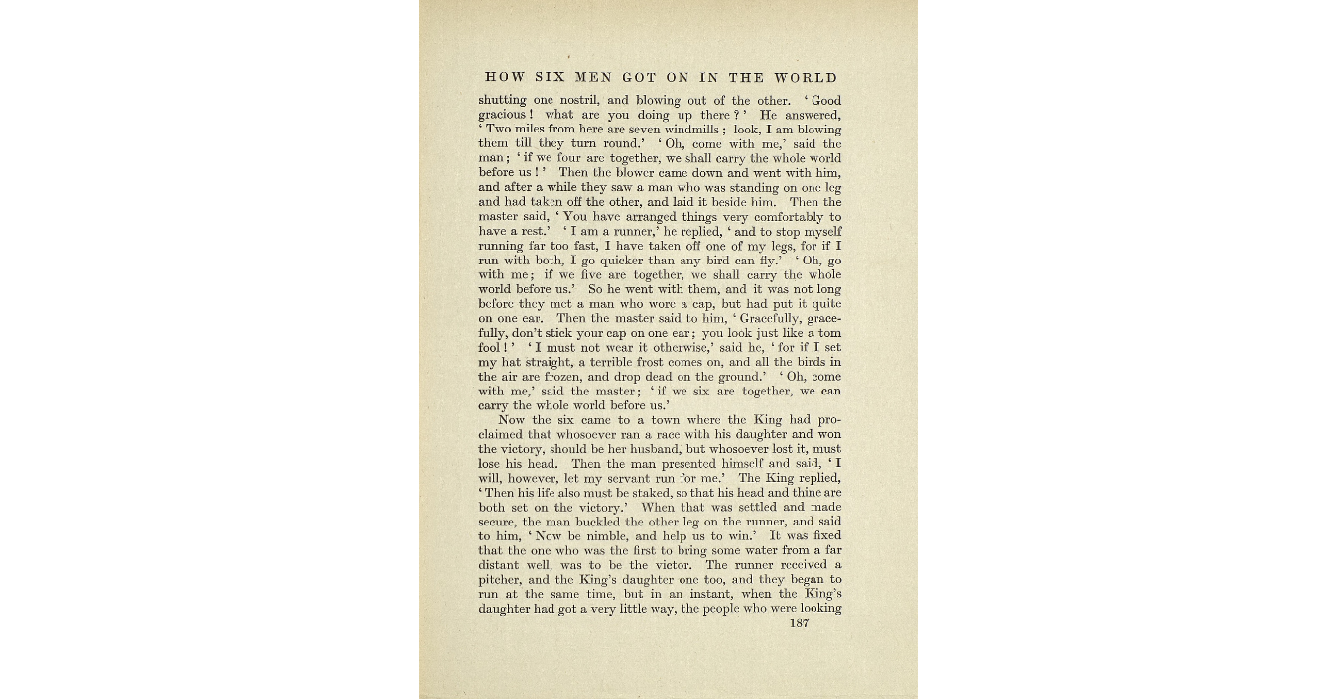 HOW SIX MEN GOT ON IN THE WORLD
shutting one nostril, and blowing out of the other. ‘ Good
gracious ! what are you doing up there ? ’ He answered,
‘ Two miles from here are seven windmills ; look, I am blowing
them till they turn round.’ ‘ Oh, come with me,’ said the
man ; ‘ if we four are together, we shall carry the whole world
before us ! ’ Then the blower came down and went with him,
and after a while they saw a man who was standing on one leg
and had taken off the other, and laid it beside him. Then the
master said, ‘ You have arranged things very comfortably to
have a rest.’ ‘ I am a runner,’ he replied, ‘ and to stop myself
running far too fast, I have taken off one of my legs, for if I
run with both, I go quicker than any bird can fly.’ ‘ Oh, go
with me ; if we five are together, we shall carry the whole
world before us.’ So he went with them, and it was not long
before they met a man who wore a cap, but had put it quite
on one ear. Then the master said to him, ‘ Gracefully, grace-
fully, don’t stick your cap on one ear ; you look just like a tom
fool ! ’ ‘ I must not wear it otherwise,’ said he, ‘ for if I set
my hat straight, a terrible frost comes on, and all the birds in
the air are frozen, and drop dead on the ground.’ ‘ Oh, come
with me,’ said the master ; ‘ if we six are together, we can
carry the whole world before us.’
Now the six came to a town where the King had pro-
claimed that whosoever ran a race with his daughter and won
the victory, should be her husband, but whosoever lost it, must
lose his head. Then the man presented himself and said, ‘ I
will, however, let my servant run for me.’ The King replied,
‘ Then his life also must be staked, so that his head and thine are
both set on the victory.’ When that was settled and made
secure, the man buckled the other leg on the runner, and said
to him, ‘ Now be nimble, and help us to win.’ It was fixed
that the one who was the first to bring some water from a far
distant well was to be the victor. The runner received a
pitcher, and the King’s daughter one too, and they began to
run at the same time, but in an instant, when the King’s
daughter had got a very little way, the people who were looking
187